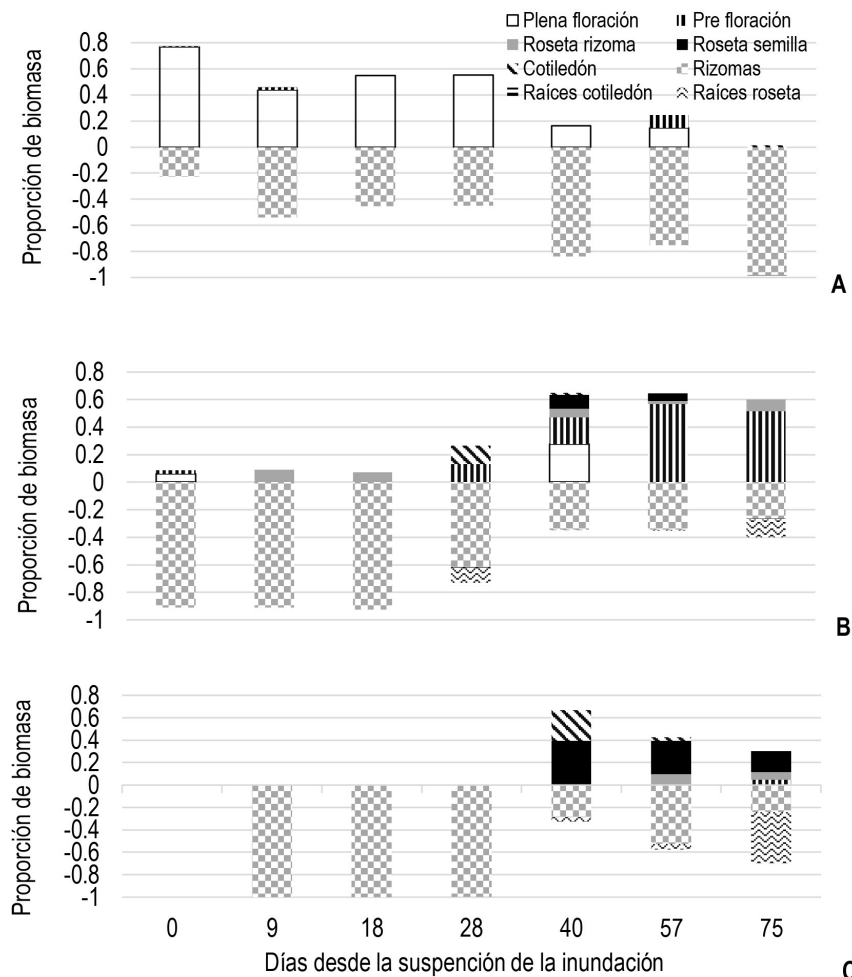 Plena floración Pre floración
Roseta rizoma Roseta semilla
Cotiledón Rizomas
Raíces cotiledón Raíces roseta
Proporción de biomasa
0.8
0.6
0.4
0.2
0
-0.2
-0.4
-0.6
-0.8
-1
A
Proporción de biomasa
0.8
0.6
0.4
0.2
0
-0.2
-0.4
-0.6
-0.8
-1
B
Proporción de biomasa
0.8
0.6
0.4
0.2
0
-0.2
-0.4
-0.6
-0.8
-1
0 9 18 28 40 57 75
Días desde la suspención de la inundación
C